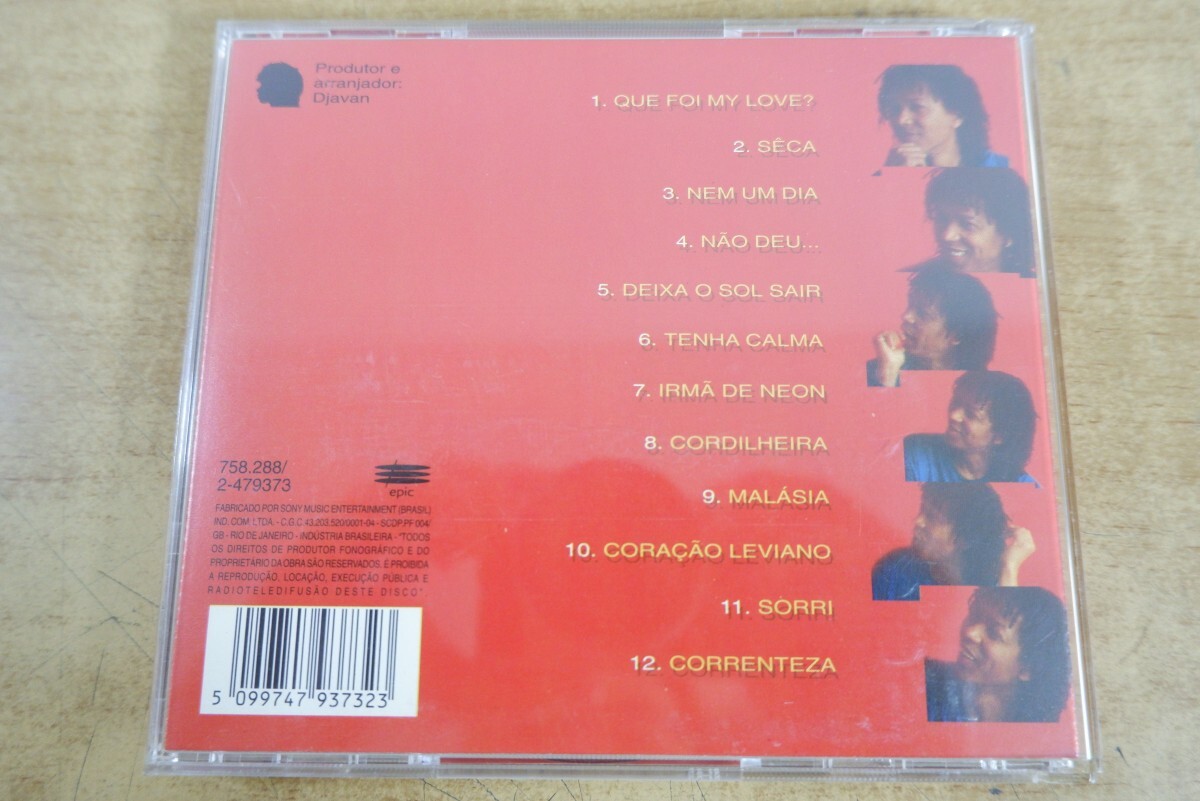 Produtor e
arranjador:
Djavan
1. QUE FOI MY LOVE?
2. SÊCA
3. NEM UM DIA
4. NÃO DEU...
5. DEIXA O SOL SAIR
6. TENHA CALMA
7. IRMÃ DE NEON
8. CORDILHEIRA
9. MALÁSIA
10. CORAÇÃO LEVIANO
11. SORRI
12. CORRENTEZA
758.288/
2-479373
epic
FABRICADO POR SONY MUSIC ENTERTAINMENT (BRASIL)
IND. COM. LTDA. - C.G.C. 43.203.520/0001-04 - SCDP.PF 004/
GB - RIO DE JANEIRO - INDÚSTRIA BRASILEIRA - "TODOS
OS DIREITOS DE PRODUTOR FONOGRÁFICO E DO
PROPRIETÁRIO DA OBRA SÃO RESERVADOS. É PROIBIDA
A REPRODUÇÃO, LOCAÇÃO, EXECUÇÃO PÚBLICA E
RADIOTELEDIFUSÃO DESTE DISCO".
5 099747 937323